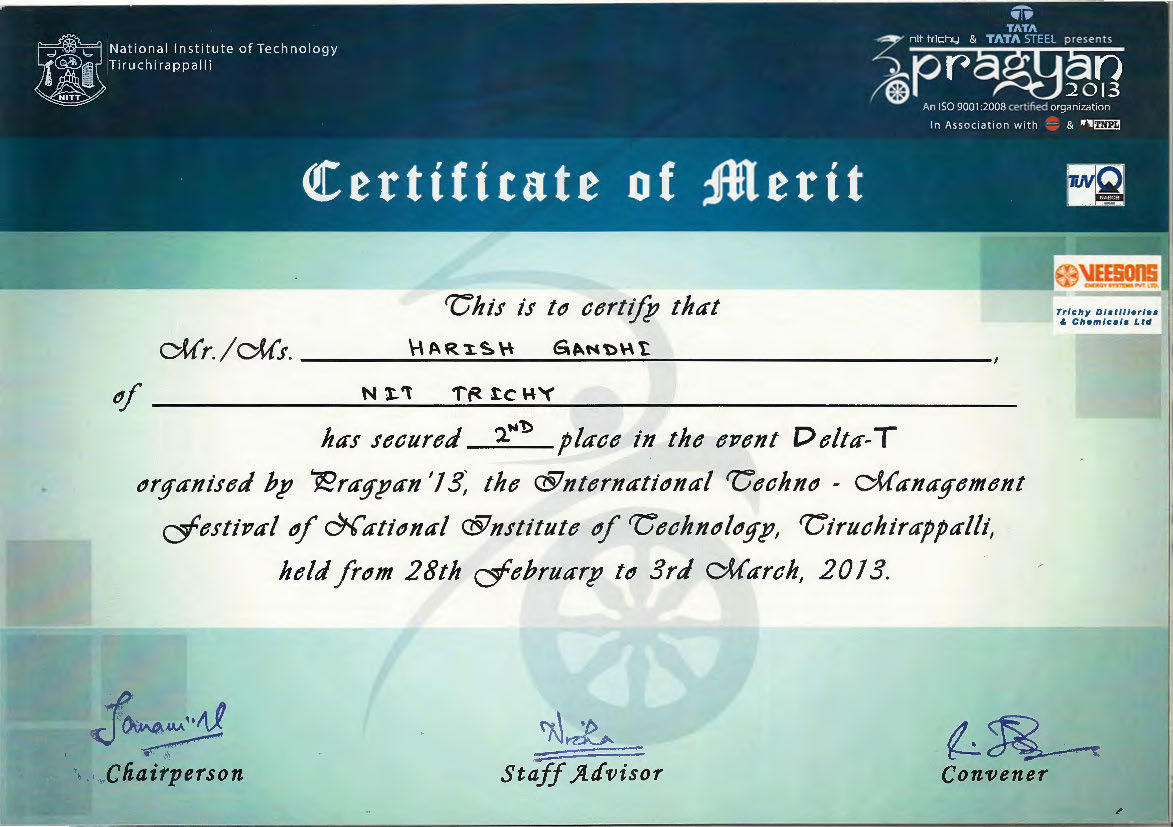 National Institute of Technology
Tiruchirappalli
NITT
TATA
nit trichy & TATA STEEL presents
pragyan
2013
An ISO 9001:2008 certified organization
In Association with & TNPL
Certificate of Merit
TUV
NABCB
VEESONS
ENERGY SYSTEMS PVT. LTD.
Trichy Distilleries
& Chemicals Ltd
This is to certify that
Mr./Ms. HARISH GANDHI,
of NIT TRICHY
has secured 2ND place in the event Delta-T
organised by Pragyan'13, the International Techno - Management
Festival of National Institute of Technology, Tiruchirappalli,
held from 28th February to 3rd March, 2013.
Chairperson
Staff Advisor
Convener